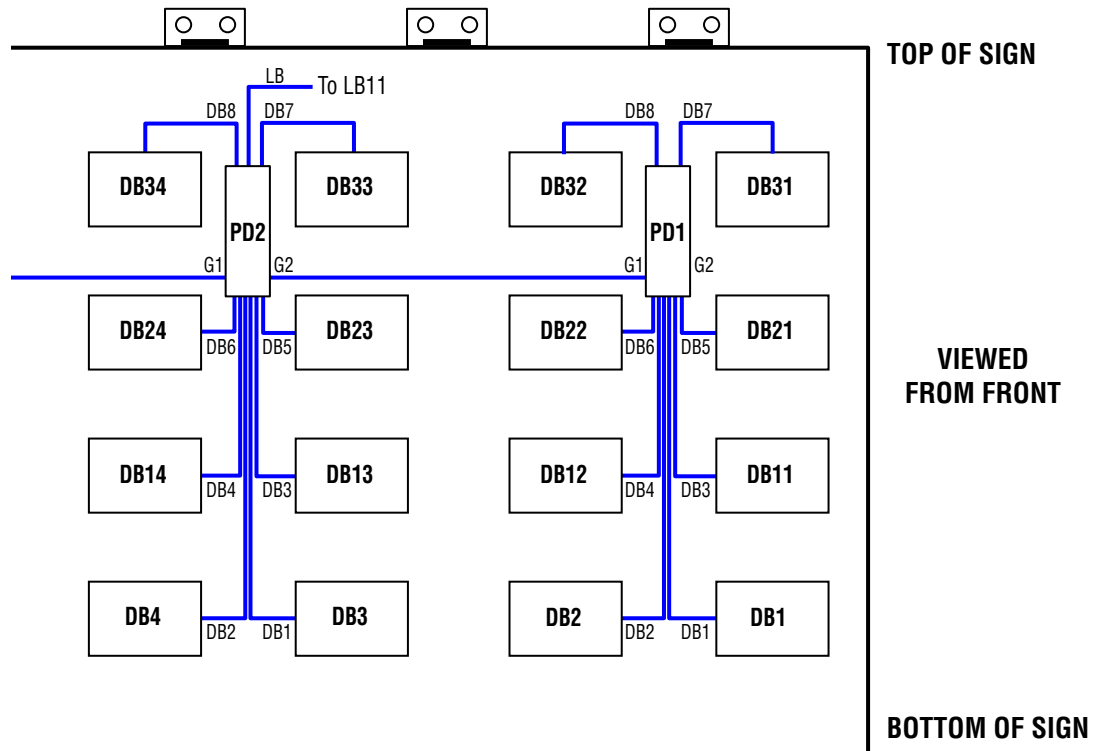 TOP OF SIGN
LB To LB11
DB8 DB7 DB8 DB7
DB34 DB33 DB32 DB31
PD2 PD1
G1 G2 G1 G2
DB24 DB23 DB22 DB21
DB6 DB5 DB6 DB5
VIEWED
FROM FRONT
DB14 DB13 DB12 DB11
DB4 DB3 DB4 DB3
DB4 DB3 DB2 DB1
DB2 DB1 DB2 DB1
BOTTOM OF SIGN